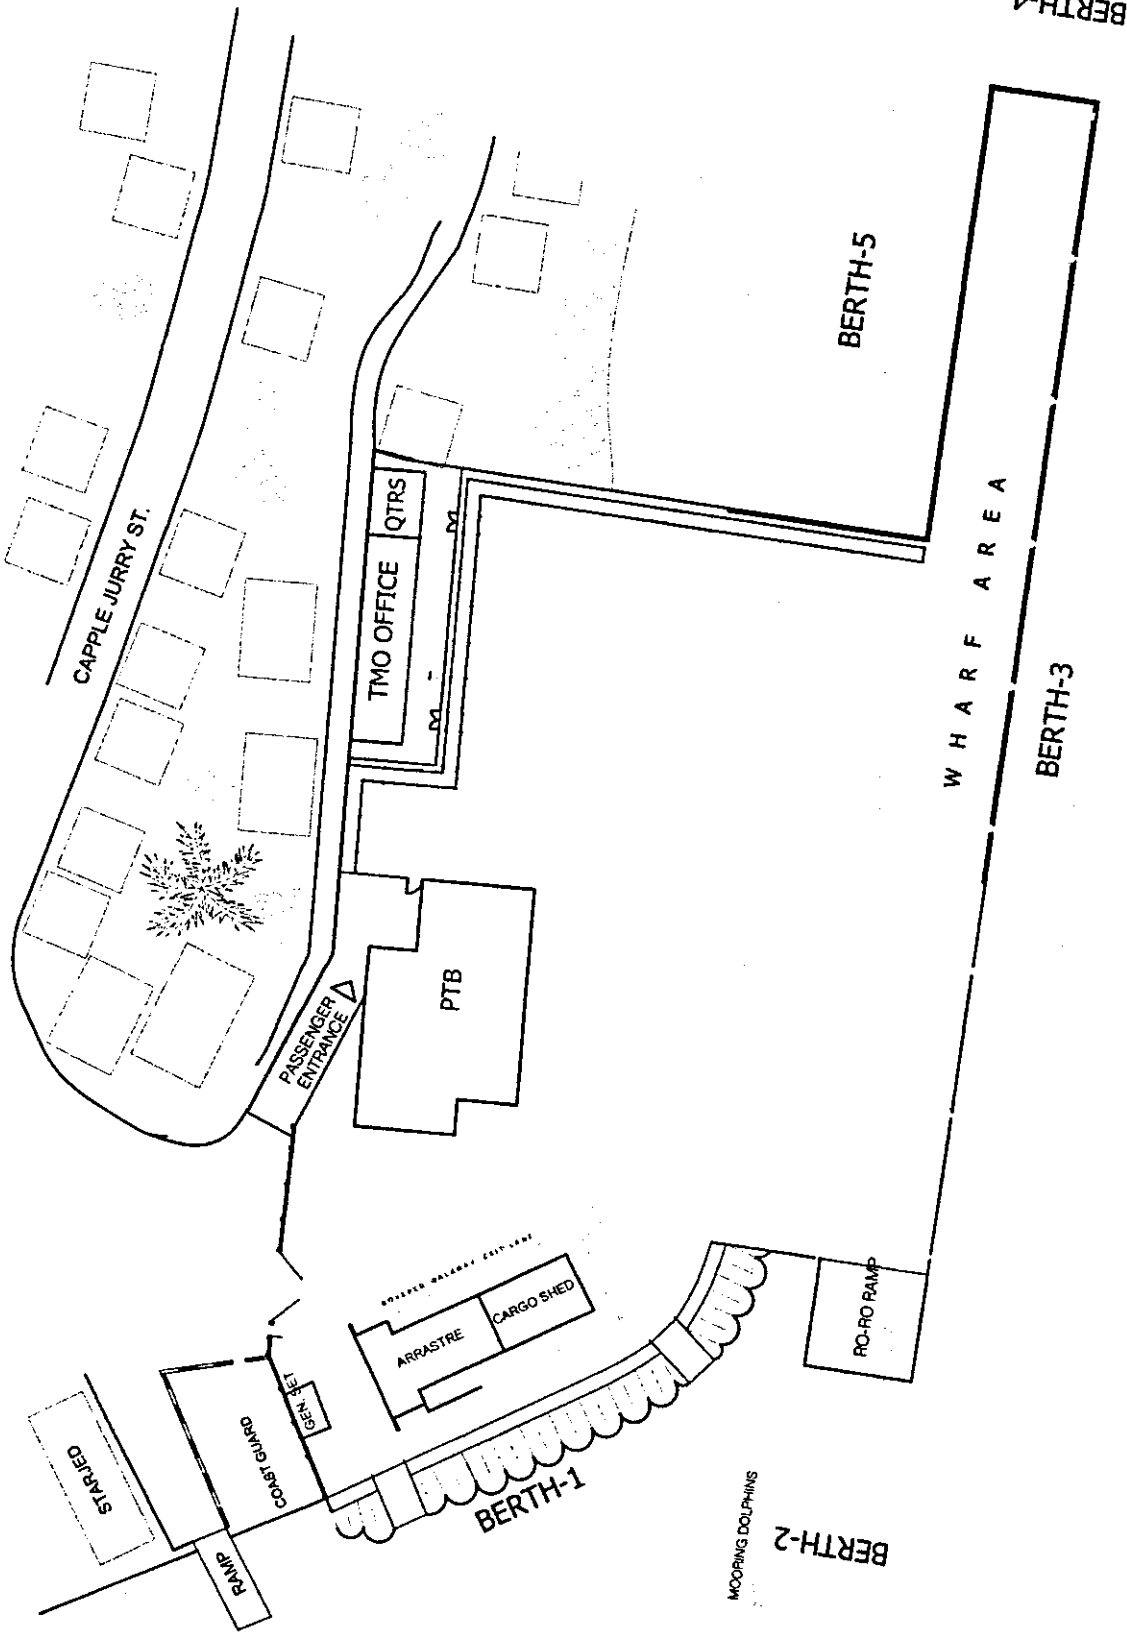 BERTH-4
CAPPLE JURRY ST.
BERTH-5
QTRS
TMO OFFICE
WHARF AREA
BERTH-3
PASSENGER
ENTRANCE
PTB
ARRASTRE
CARGO SHED
RO-RO RAMP
GEN. SET
COAST GUARD
STARJED
RAMP
BERTH-1
MOORING DOLPHINS
BERTH-2